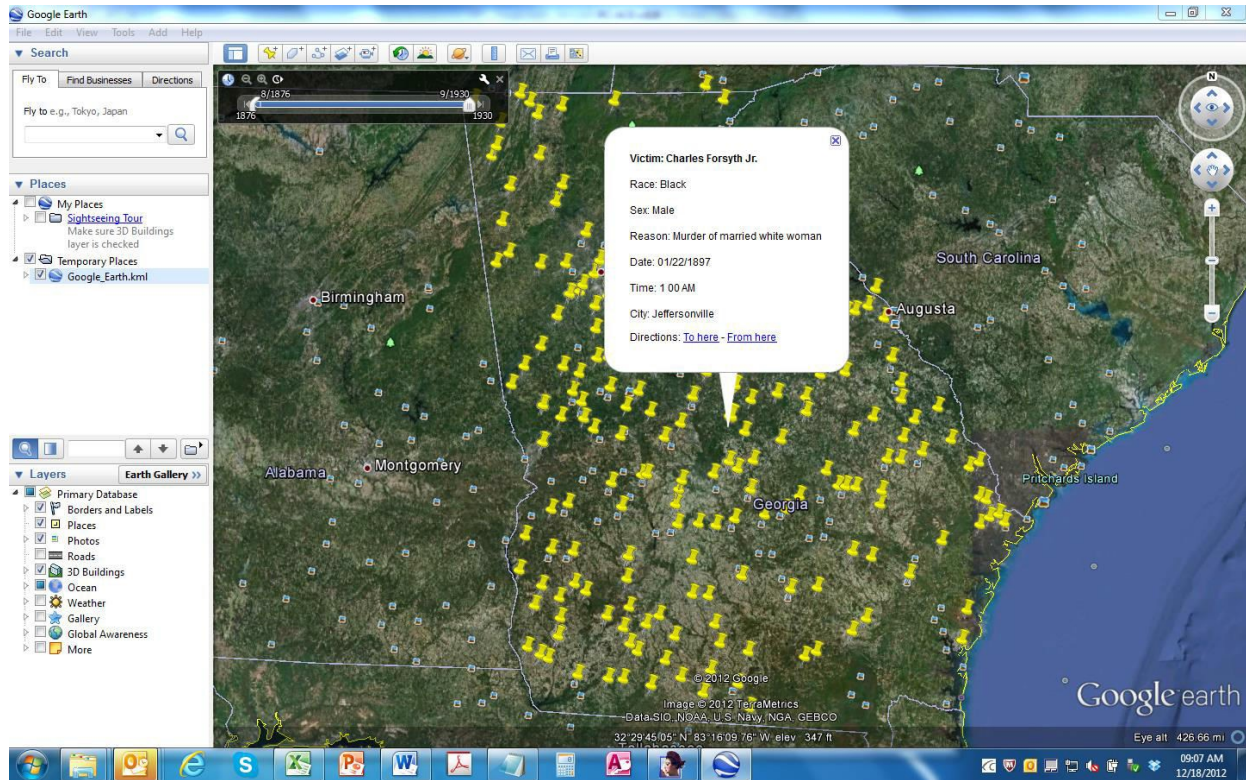 Google Earth
File Edit View Tools Add Help
Search
Fly To Find Businesses Directions
Fly to e.g., Tokyo, Japan
Places
My Places
Sightseeing Tour
Make sure 3D Buildings
layer is checked
Temporary Places
Google_Earth.kml
Layers Earth Gallery >>
Primary Database
Borders and Labels
Places
Photos
Roads
3D Buildings
Ocean
Weather
Gallery
Global Awareness
More
8/1876 9/1930
1876 1930
N
Victim: Charles Forsyth Jr.
Race: Black
Sex: Male
Reason: Murder of married white woman
Date: 01/22/1897
Time: 1 00 AM
City: Jeffersonville
Directions: To here - From here
South Carolina
Birmingham
Augusta
Alabama
Montgomery
Georgia
Pritchards Island
© 2012 Google
Image © 2012 TerraMetrics
Data SIO, NOAA, U.S. Navy, NGA, GEBCO
Google earth
32°29'45.05" N 83°16'09.76" W elev 347 ft
Eye alt 426.66 mi
Tallahassee
09:07 AM
12/18/2012